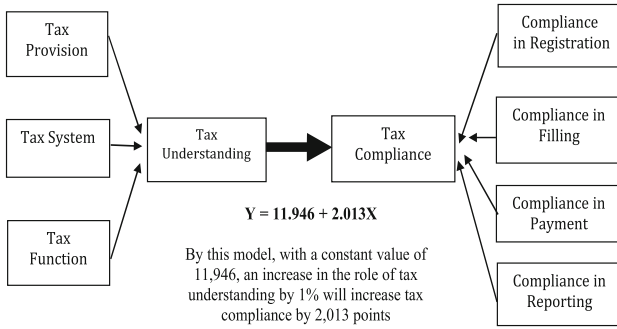 Tax
Provision
Tax System
Tax
Function
Tax
Understanding
Tax
Compliance
Compliance
in Registration
Compliance in
Filling
Compliance in
Payment
Compliance in
Reporting
Y = 11.946 + 2.013X
By this model, with a constant value of
11,946, an increase in the role of tax
understanding by 1% will increase tax
compliance by 2,013 points